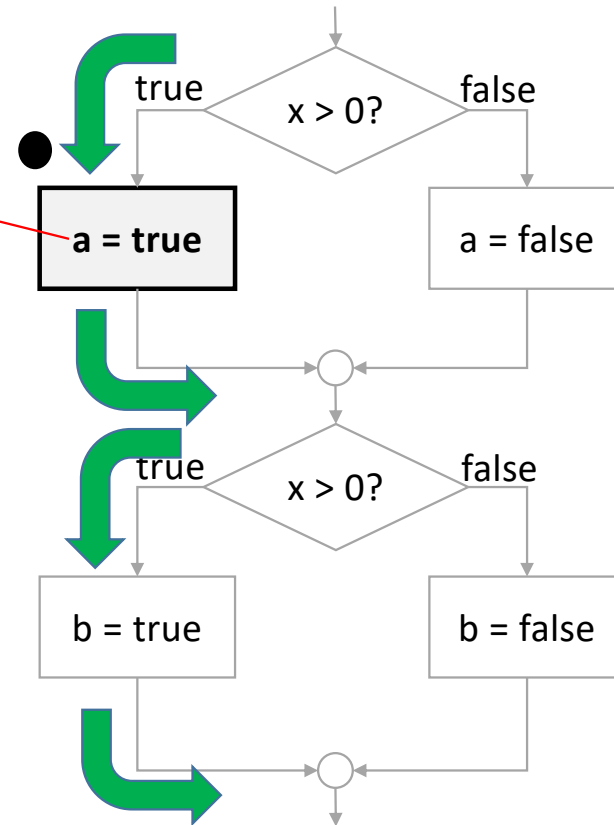 true
x > 0?
false
a = true
a = false
true
x > 0?
false
b = true
b = false